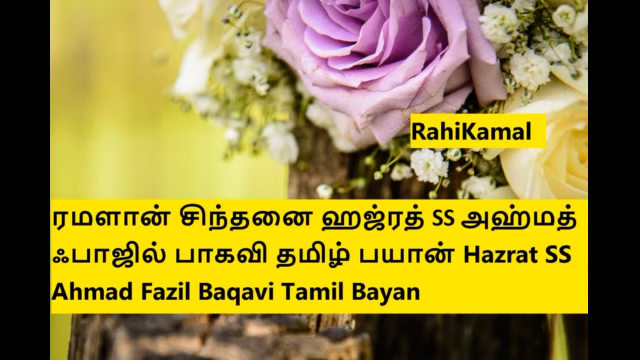 RahiKamal
ரமளான் சிந்தனை ஹஜ்ரத் SS அஹ்மத்
ஃபாஜில் பாகவி தமிழ் பயான் Hazrat SS
Ahmad Fazil Baqavi Tamil Bayan